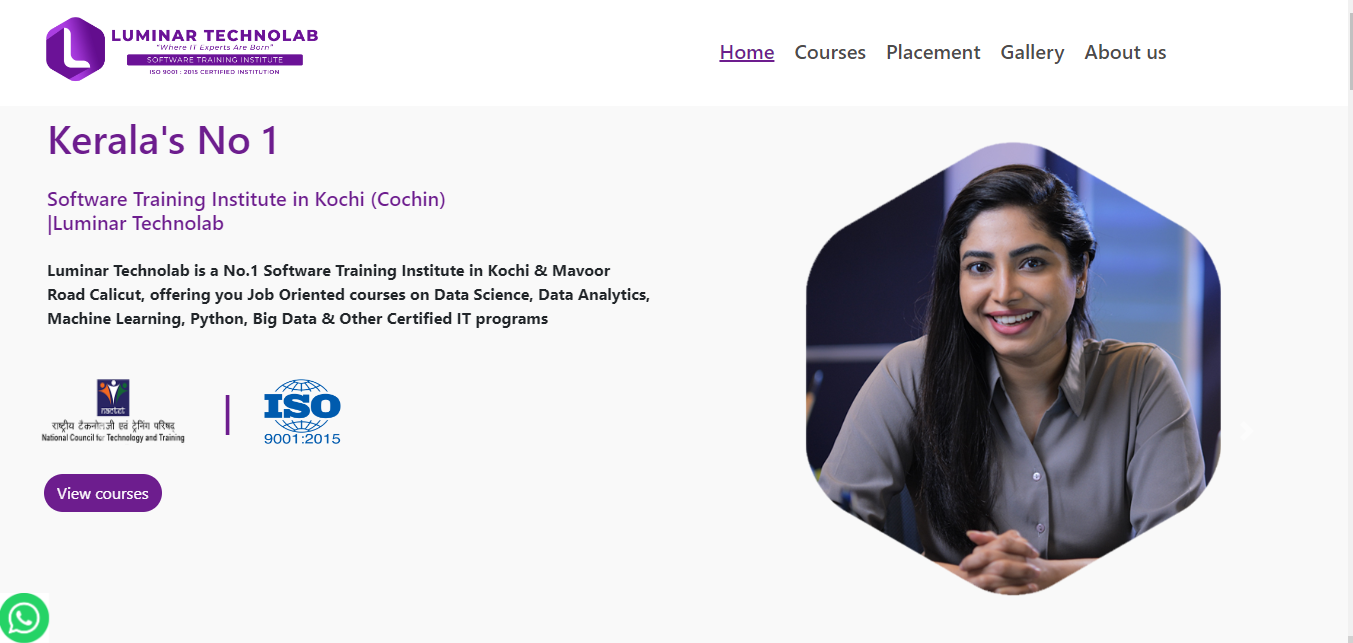 LUMINAR TECHNOLAB
"Where IT Experts Are Born"
SOFTWARE TRAINING INSTITUTE
ISO 9001 : 2015 CERTIFIED INSTITUTION
Home Courses Placement Gallery About us
Kerala's No 1
Software Training Institute in Kochi (Cochin)
|Luminar Technolab
Luminar Technolab is a No.1 Software Training Institute in Kochi & Mavoor
Road Calicut, offering you Job Oriented courses on Data Science, Data Analytics,
Machine Learning, Python, Big Data & Other Certified IT programs
nactet
राष्ट्रीय टैकनोलजी एवं ट्रेनिंग परिषद्
National Council for Technology and Training
ISO
9001:2015
View courses